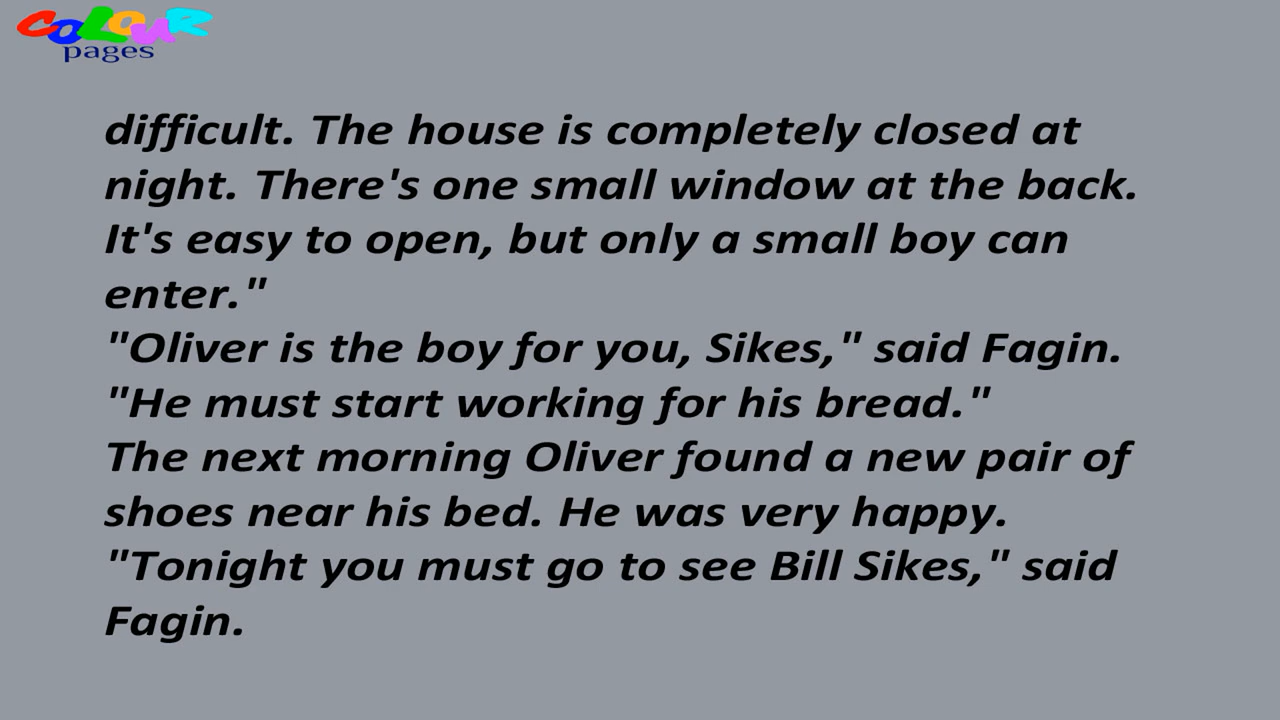 COLOUR
pages
difficult. The house is completely closed at
night. There's one small window at the back.
It's easy to open, but only a small boy can
enter."
"Oliver is the boy for you, Sikes," said Fagin.
"He must start working for his bread."
The next morning Oliver found a new pair of
shoes near his bed. He was very happy.
"Tonight you must go to see Bill Sikes," said
Fagin.